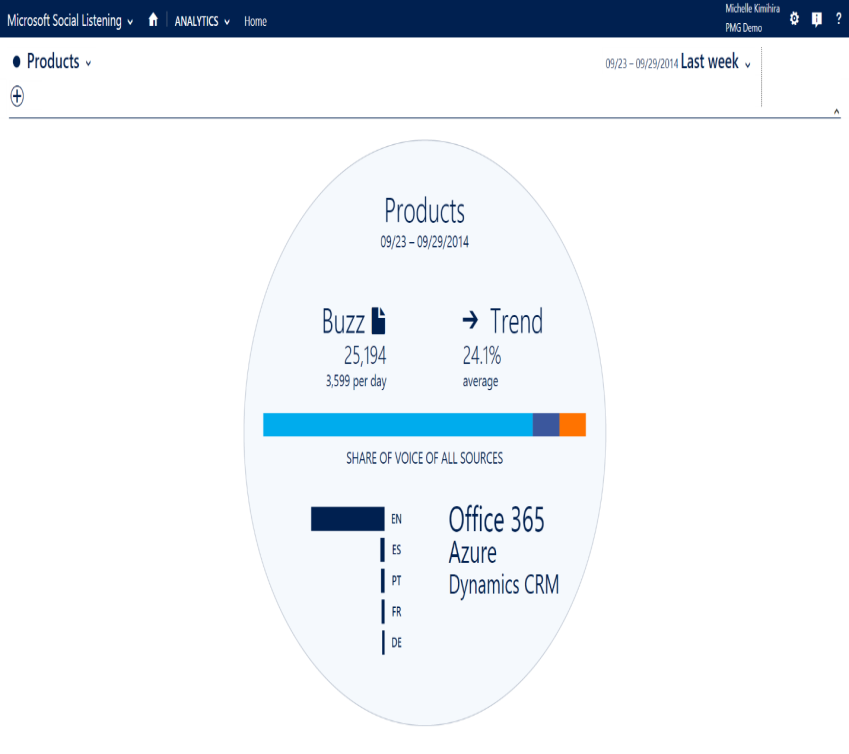 Microsoft Social Listening ANALYTICS Home
Michelle Kimihira
PMG Demo
?
Products
09/23 – 09/29/2014 Last week
Products
09/23 – 09/29/2014
Buzz
Trend
25,194
24.1%
3,599 per day
average
SHARE OF VOICE OF ALL SOURCES
EN
ES
PT
FR
DE
Office 365
Azure
Dynamics CRM